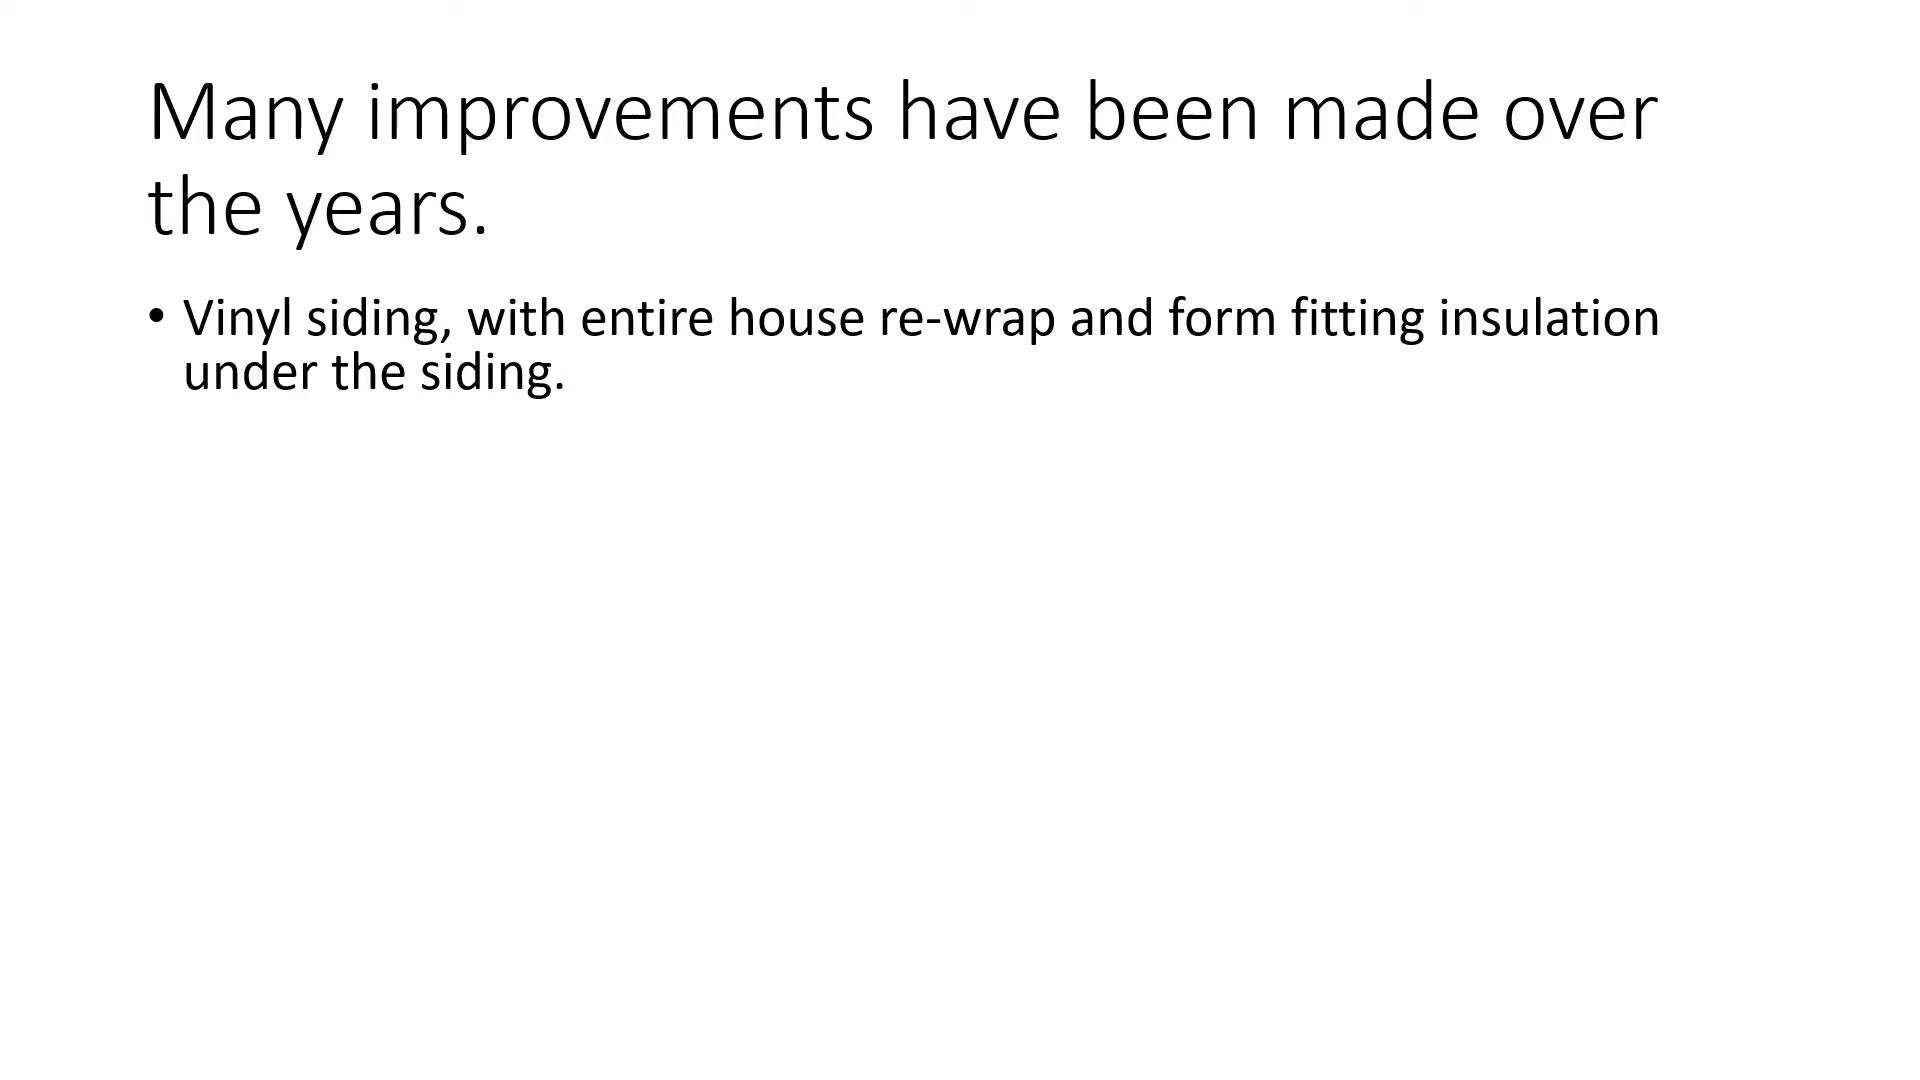 Many improvements have been made over
the years.
• Vinyl siding, with entire house re-wrap and form fitting insulation
under the siding.